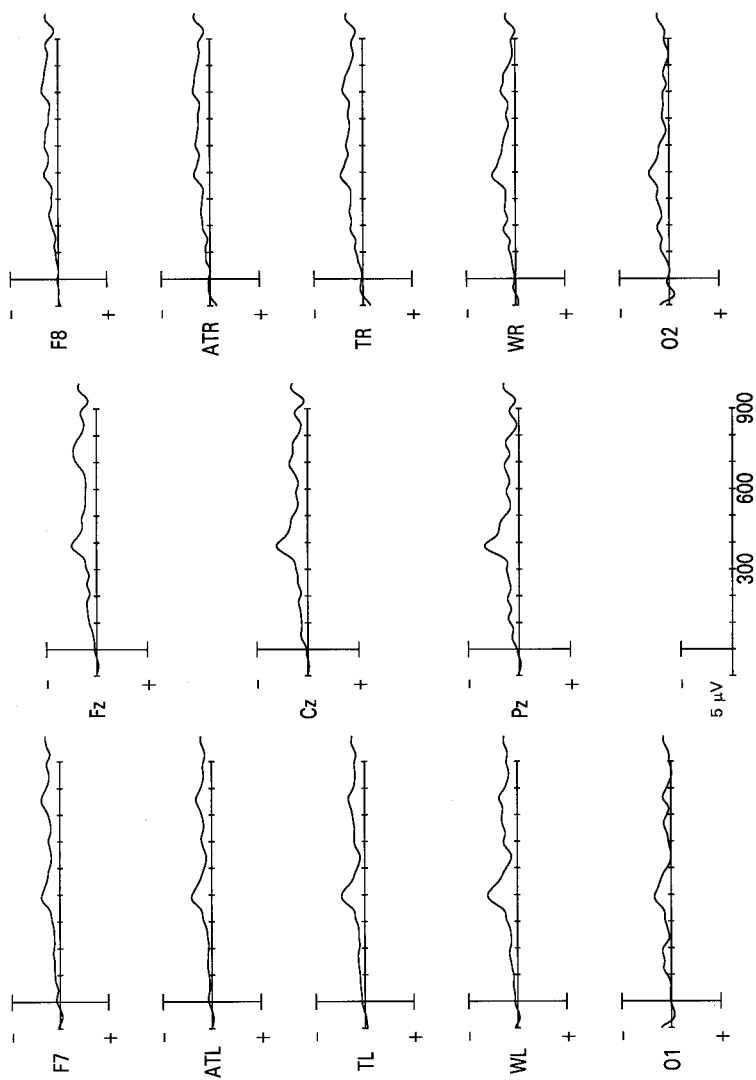 -
F7
+
-
Fz
+
-
F8
+
-
ATL
+
-
Cz
+
-
ATR
+
-
TL
+
-
TR
+
-
WL
+
-
Pz
+
-
WR
+
-
O1
+
-
5 µV
300 600 900
-
O2
+